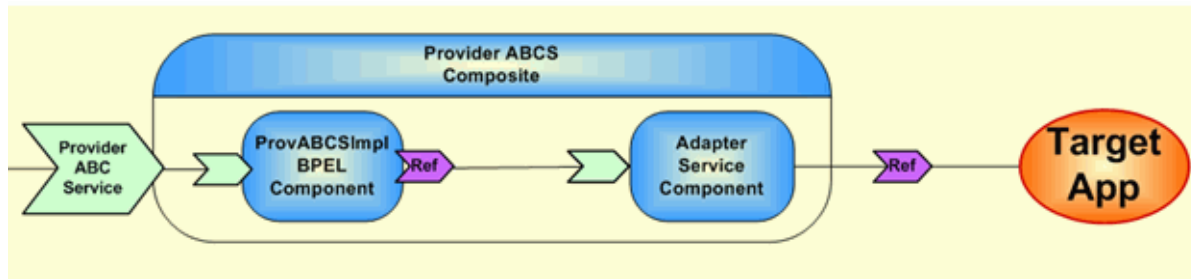 Provider ABCS
Composite
Provider
ABC
Service
ProvABCSImpl
BPEL
Component
Ref
Adapter
Service
Component
Ref
Target
App